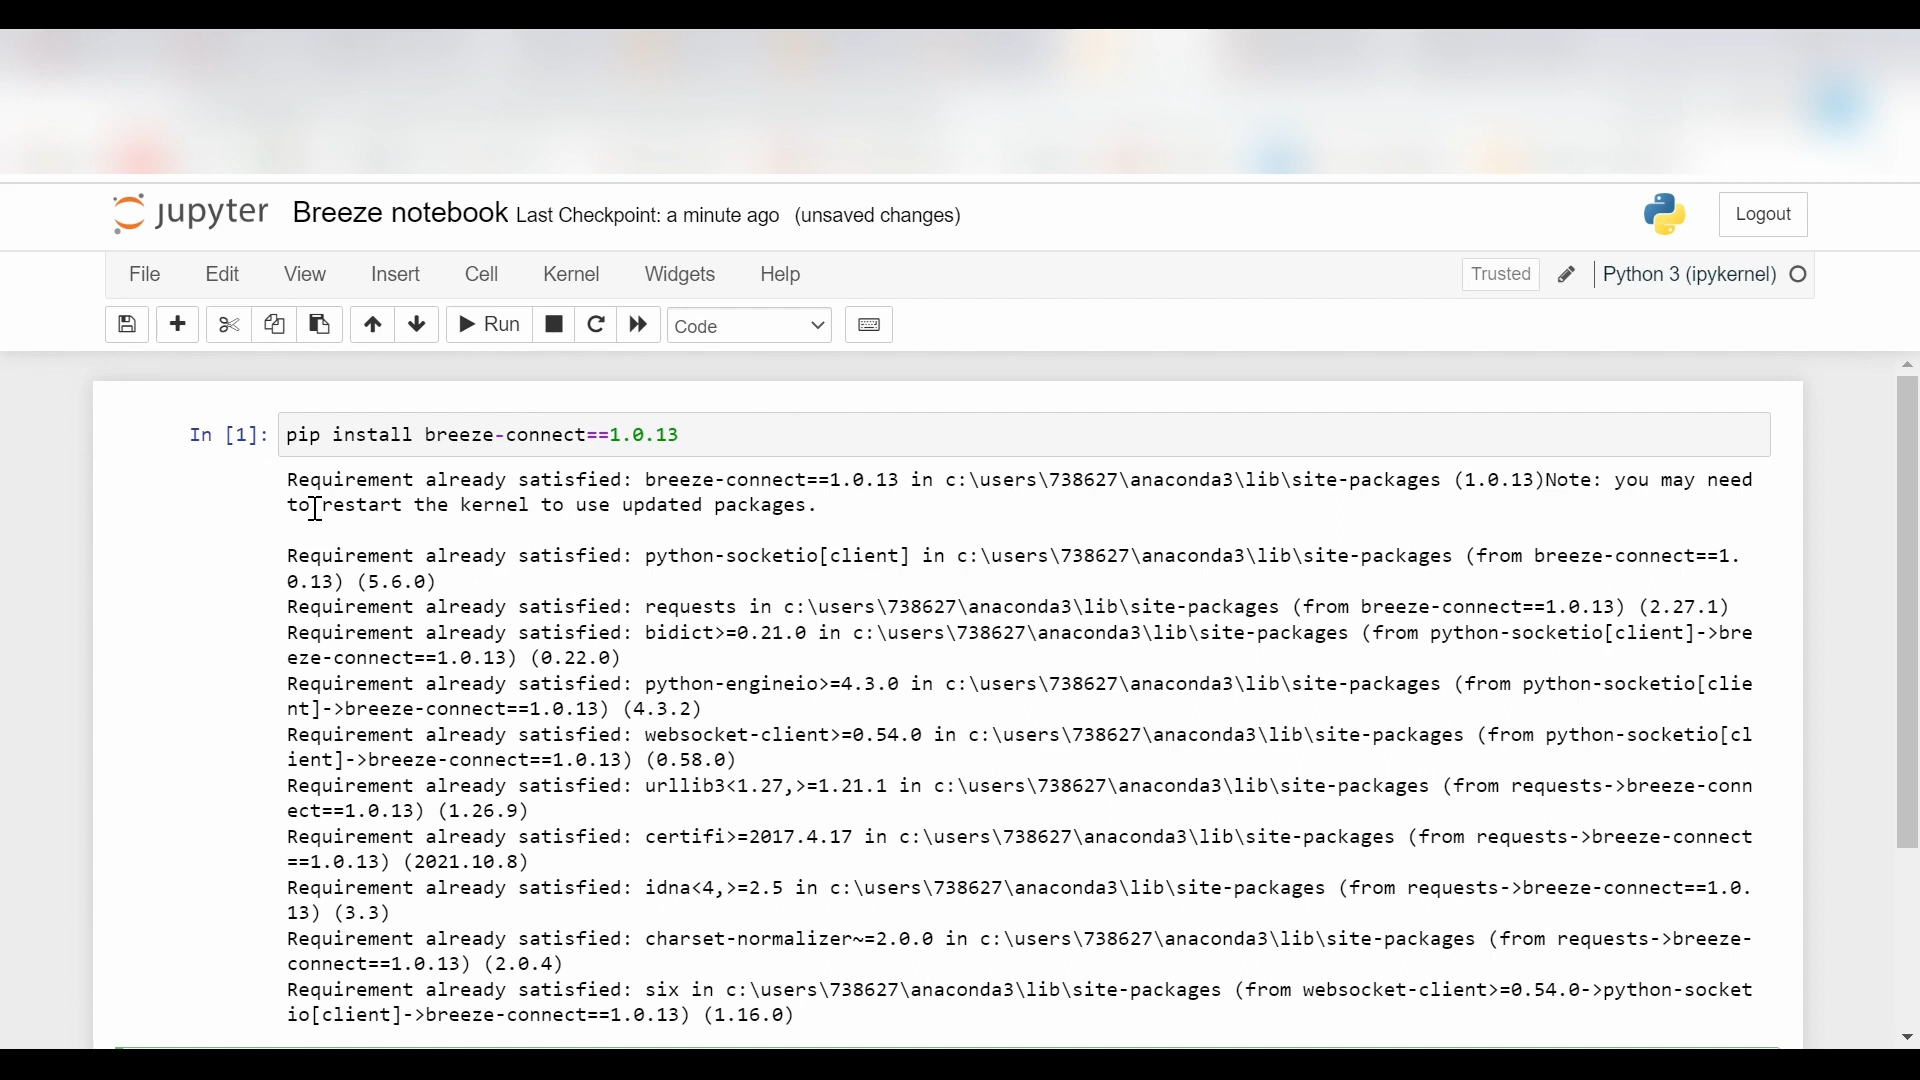 jupyter Breeze notebook Last Checkpoint: a minute ago (unsaved changes) Logout
File Edit View Insert Cell Kernel Widgets Help Trusted Python 3 (ipykernel)
Run Code
In [1]: pip install breeze-connect==1.0.13
Requirement already satisfied: breeze-connect==1.0.13 in c:\users\738627\anaconda3\lib\site-packages (1.0.13)Note: you may need
to restart the kernel to use updated packages.
Requirement already satisfied: python-socketio[client] in c:\users\738627\anaconda3\lib\site-packages (from breeze-connect==1.
0.13) (5.6.0)
Requirement already satisfied: requests in c:\users\738627\anaconda3\lib\site-packages (from breeze-connect==1.0.13) (2.27.1)
Requirement already satisfied: bidict>=0.21.0 in c:\users\738627\anaconda3\lib\site-packages (from python-socketio[client]->bre
eze-connect==1.0.13) (0.22.0)
Requirement already satisfied: python-engineio>=4.3.0 in c:\users\738627\anaconda3\lib\site-packages (from python-socketio[clie
nt]->breeze-connect==1.0.13) (4.3.2)
Requirement already satisfied: websocket-client>=0.54.0 in c:\users\738627\anaconda3\lib\site-packages (from python-socketio[cl
ient]->breeze-connect==1.0.13) (0.58.0)
Requirement already satisfied: urllib3<1.27,>=1.21.1 in c:\users\738627\anaconda3\lib\site-packages (from requests->breeze-conn
ect==1.0.13) (1.26.9)
Requirement already satisfied: certifi>=2017.4.17 in c:\users\738627\anaconda3\lib\site-packages (from requests->breeze-connect
==1.0.13) (2021.10.8)
Requirement already satisfied: idna<4,>=2.5 in c:\users\738627\anaconda3\lib\site-packages (from requests->breeze-connect==1.0.
13) (3.3)
Requirement already satisfied: charset-normalizer~=2.0.0 in c:\users\738627\anaconda3\lib\site-packages (from requests->breeze-
connect==1.0.13) (2.0.4)
Requirement already satisfied: six in c:\users\738627\anaconda3\lib\site-packages (from websocket-client>=0.54.0->python-socket
io[client]->breeze-connect==1.0.13) (1.16.0)